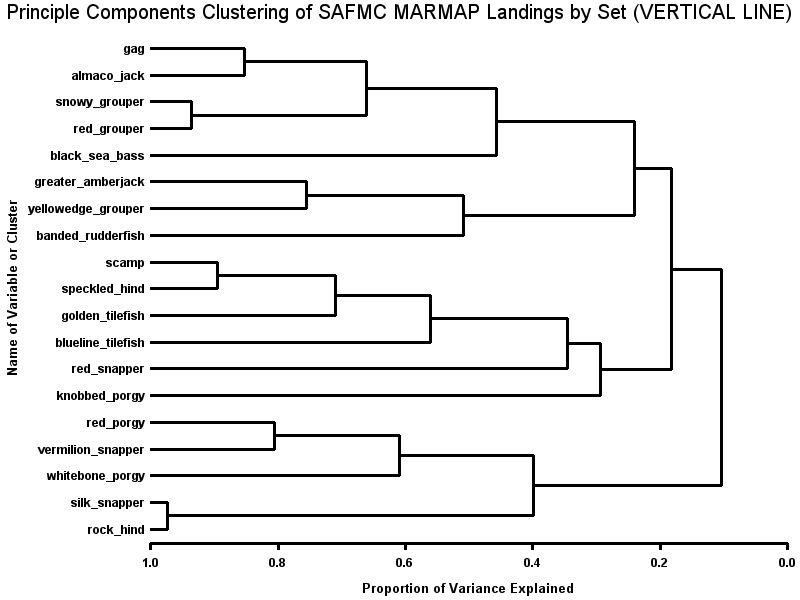 Principle Components Clustering of SAFMC MARMAP Landings by Set (VERTICAL LINE)
Name of Variable or Cluster
gag
almaco_jack
snowy_grouper
red_grouper
black_sea_bass
greater_amberjack
yellowedge_grouper
banded_rudderfish
scamp
speckled_hind
golden_tilefish
blueline_tilefish
red_snapper
knobbed_porgy
red_porgy
vermilion_snapper
whitebone_porgy
silk_snapper
rock_hind
1.0 0.8 0.6 0.4 0.2 0.0
Proportion of Variance Explained